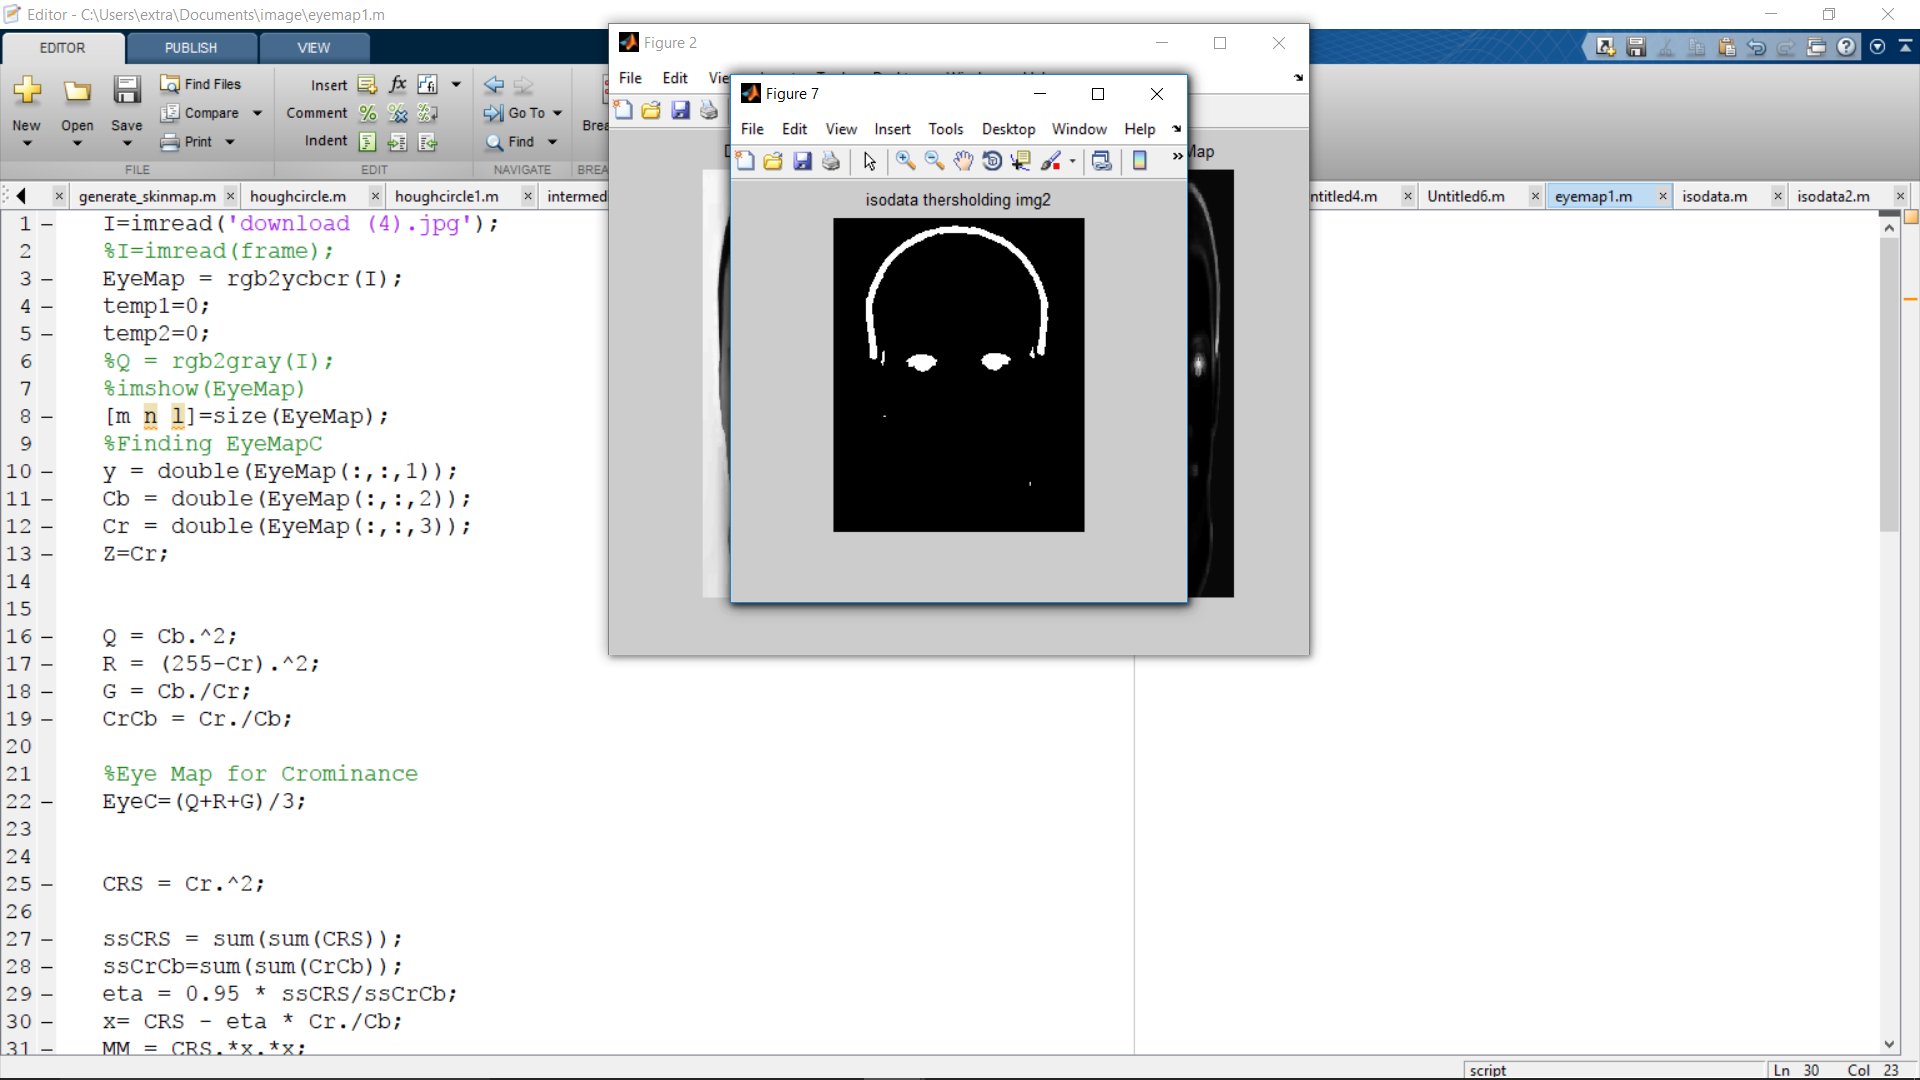 Editor - C:\Users\extra\Documents\image\eyemap1.m
EDITOR
PUBLISH
VIEW
New
Open
Save
Find Files
Compare
Print
FILE
Insert
Comment
Indent
EDIT
Go To
Find
NAVIGATE
generate_skinmap.m
houghcircle.m
houghcircle1.m
Untitled6.m
eyemap1.m
isodata.m
isodata2.m
1 – I=imread('download (4).jpg');
2 %I=imread(frame);
3 – EyeMap = rgb2ycbcr(I);
4 – temp1=0;
5 – temp2=0;
6 %Q = rgb2gray(I);
7 %imshow(EyeMap)
8 – [m n l]=size(EyeMap);
9 %Finding EyeMapC
10 – y = double(EyeMap(:,:,1));
11 – Cb = double(EyeMap(:,:,2));
12 – Cr = double(EyeMap(:,:,3));
13 – Z=Cr;
14
15
16 – Q = Cb.^2;
17 – R = (255-Cr).^2;
18 – G = Cb./Cr;
19 – CrCb = Cr./Cb;
20
21 %Eye Map for Crominance
22 – EyeC=(Q+R+G)/3;
23
24
25 – CRS = Cr.^2;
26
27 – ssCRS = sum(sum(CRS));
28 – ssCrCb=sum(sum(CrCb));
29 – eta = 0.95 * ssCRS/ssCrCb;
30 – x= CRS - eta * Cr./Cb;
31 – MM = CRS.*x.*x;
Figure 2
File Edit
Map
Figure 7
File Edit View Insert Tools Desktop Window Help
isodata thersholding img2
script
Ln 30 Col 23